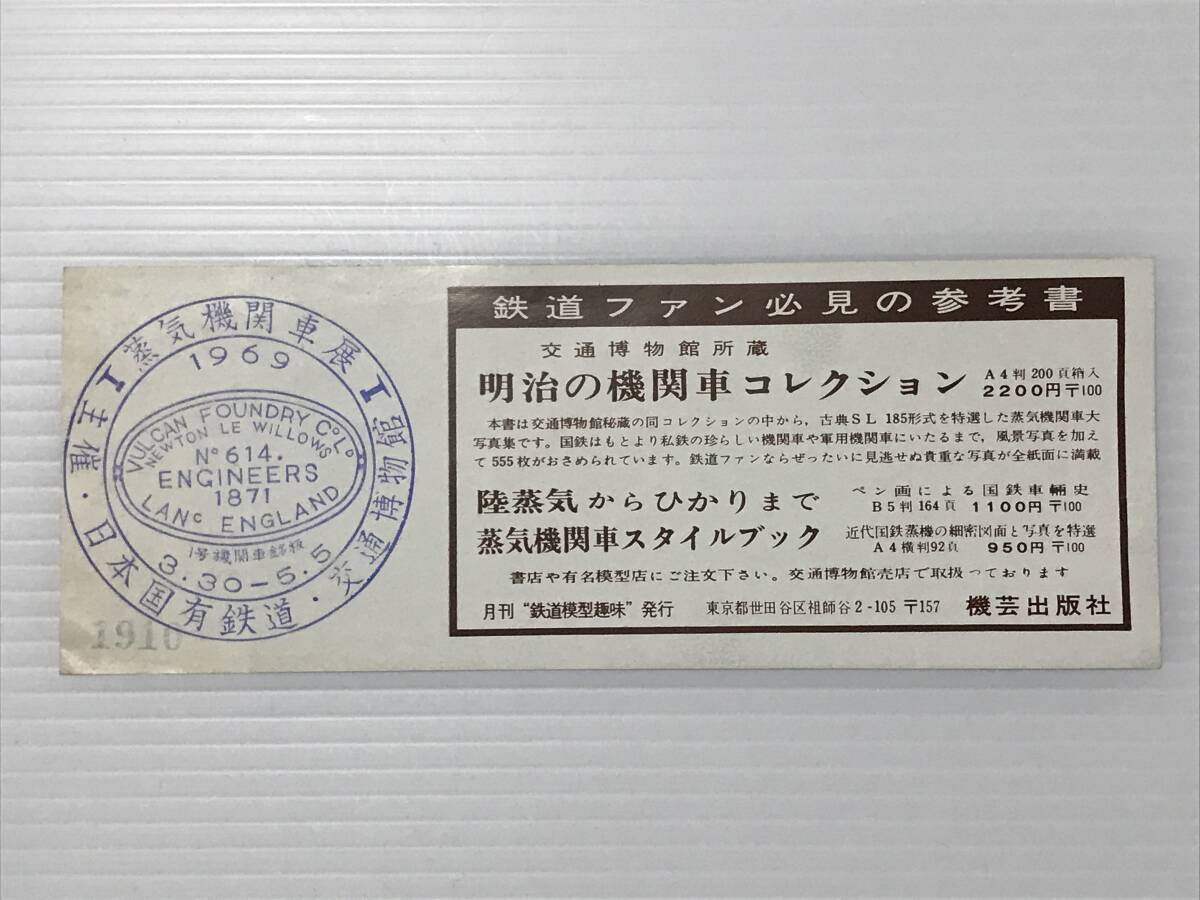 蒸気機関車展
1969
VULCAN FOUNDRY Cº Lᴰ
NEWTON LE WILLOWS
Nº 614.
ENGINEERS
1871
LANᶜ ENGLAND
1号機関車銘板
3.30-5.5
主催・日本国有鉄道・交通博物館
1910
鉄道ファン必見の参考書
交通博物館所蔵
明治の機関車コレクション A4判 200頁納入 2200円〒100
本書は交通博物館秘蔵の同コレクションの中から,古典SL 185形式を特選した蒸気機関車大
写真集です。国鉄はもとより私鉄の珍らしい機関車や軍用機関車にいたるまで,風景写真を加え
て555枚がおさめられています。鉄道ファンならぜったいに見逃せぬ貴重な写真が全紙面に満載
陸蒸気からひかりまで ペン画による国鉄車輛史 B5判 164頁 1100円〒100
蒸気機関車スタイルブック 近代国鉄蒸機の細密図面と写真を特選 A4横判92頁 950円〒100
書店や有名模型店にご注文下さい。交通博物館売店で取扱っております
月刊“鉄道模型趣味”発行 東京都世田谷区祖師谷2-105 〒157 機芸出版社